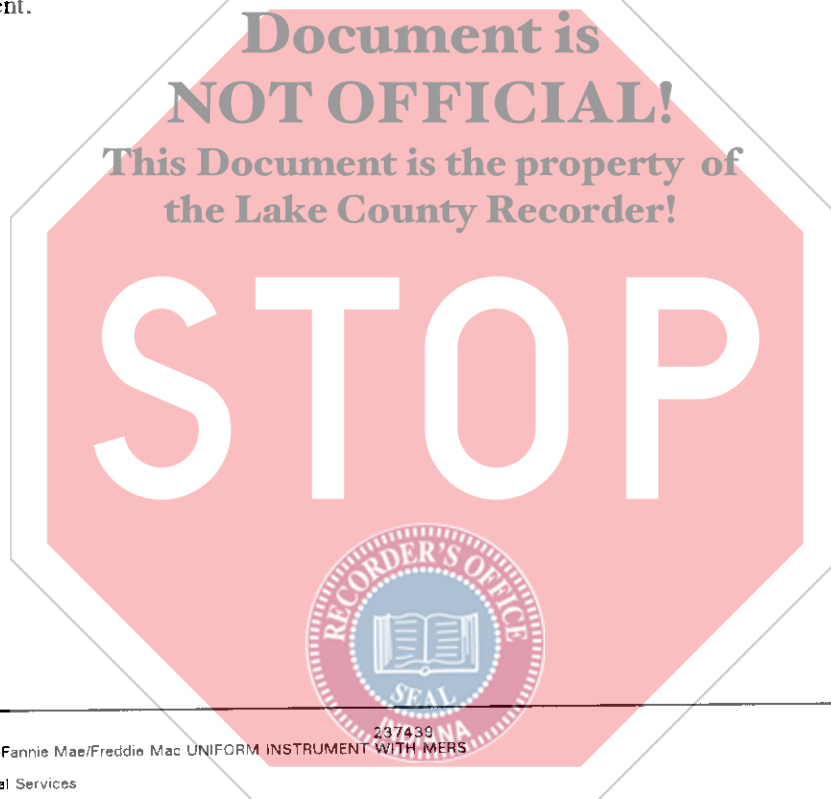 ent.
Document is
NOT OFFICIAL!
This Document is the property of
the Lake County Recorder!
STOP
RECORDER'S OFFICE
SEAL
INDIANA
237439
Fannie Mae/Freddie Mac UNIFORM INSTRUMENT WITH MERS
al Services